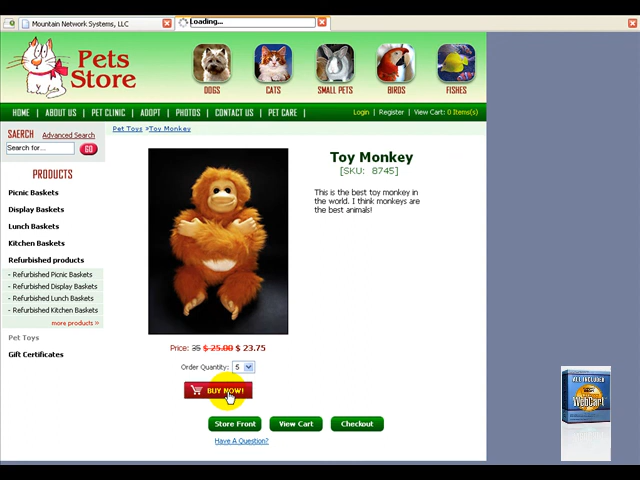 Mountain Network Systems, LLC
Loading...
Pets
Store
DOGS
CATS
SMALL PETS
BIRDS
FISHES
HOME | ABOUT US | PET CLINIC | ADOPT | PHOTOS | CONTACT US | PET CARE |
Login | Register | View Cart: 0 Items(s)
SAERCH Advanced Search
Search for...
GO
PRODUCTS
Picnic Baskets
Display Baskets
Lunch Baskets
Kitchen Baskets
Refurbished products
- Refurbished Picnic Baskets
- Refurbished Display Baskets
- Refurbished Lunch Baskets
- Refurbished Kitchen Baskets
more products »
Pet Toys
Gift Certificates
Pet Toys »Toy Monkey
Toy Monkey
[SKU: 8745]
This is the best toy monkey in
the world. I think monkeys are
the best animals!
Price: 35 $ 25.00 $ 23.75
Order Quantity: 5
BUY NOW!
Store Front
View Cart
Checkout
Have A Question?
ALL INCLUDED
WebCart